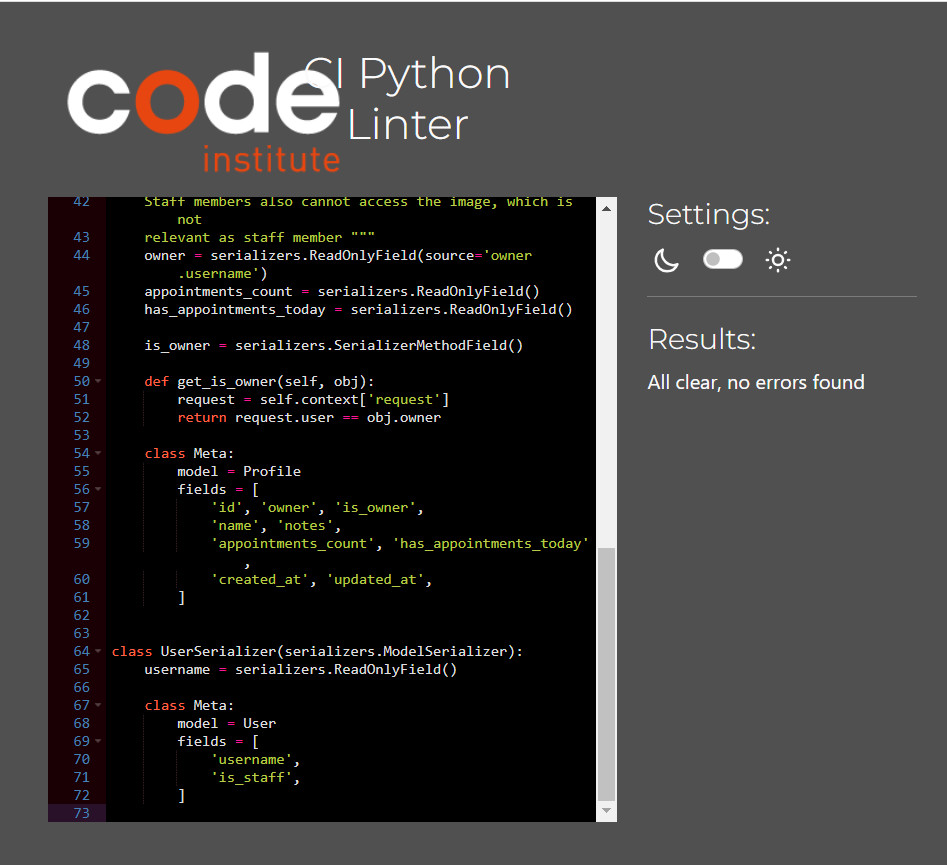 code
institute
CI Python
Linter
42 Staff members also cannot access the image, which is
not
43 relevant as staff member """
44 owner = serializers.ReadOnlyField(source='owner
.username')
45 appointments_count = serializers.ReadOnlyField()
46 has_appointments_today = serializers.ReadOnlyField()
47
48 is_owner = serializers.SerializerMethodField()
49
50 def get_is_owner(self, obj):
51 request = self.context['request']
52 return request.user == obj.owner
53
54 class Meta:
55 model = Profile
56 fields = [
57 'id', 'owner', 'is_owner',
58 'name', 'notes',
59 'appointments_count', 'has_appointments_today'
,
60 'created_at', 'updated_at',
61 ]
62
63
64 class UserSerializer(serializers.ModelSerializer):
65 username = serializers.ReadOnlyField()
66
67 class Meta:
68 model = User
69 fields = [
70 'username',
71 'is_staff',
72 ]
73
Settings:
Results:
All clear, no errors found